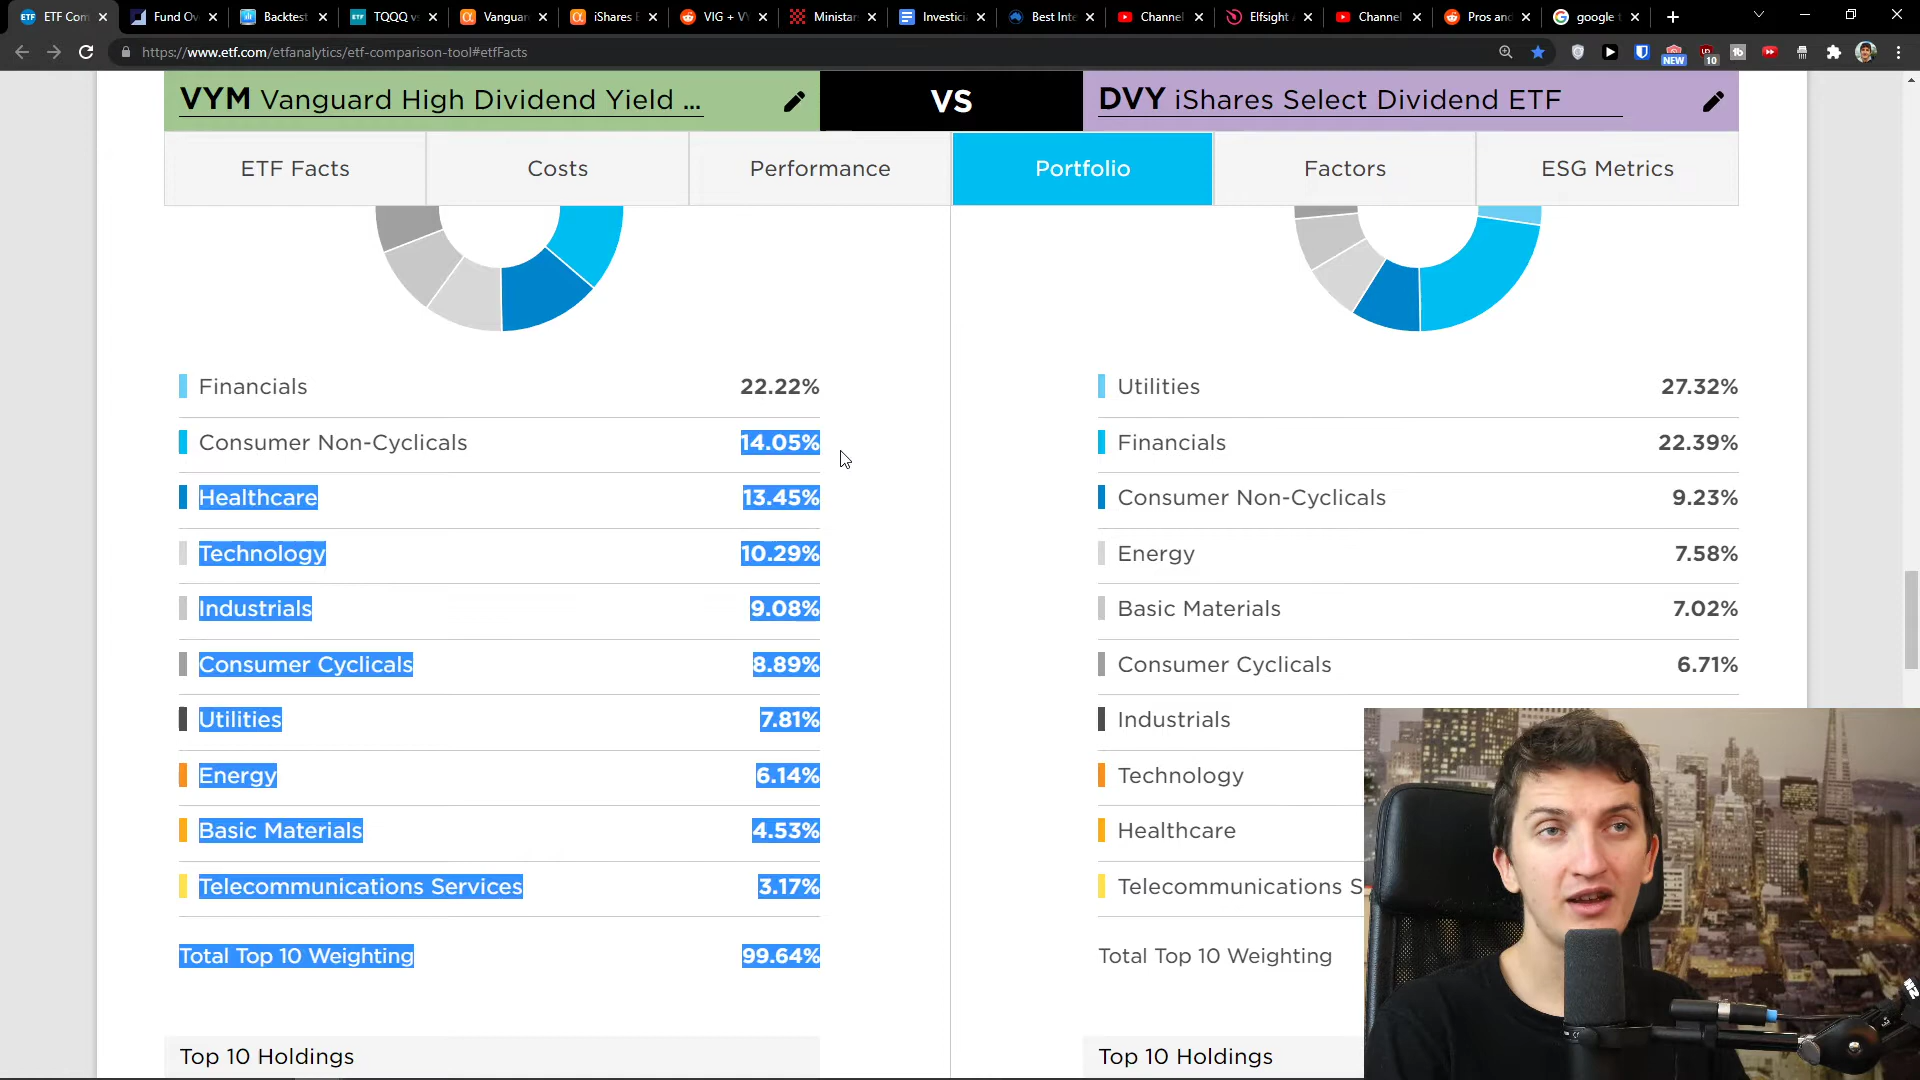 ETF Com
Fund Ov
Backtest
TQQQ vs
Vanguar
iShares E
VIG + VY
Ministar
Investici
Best Inte
Channel
Elfsight
Channel
Pros and
google t
https://www.etf.com/etfanalytics/etf-comparison-tool#etfFacts
NEW
10
VYM Vanguard High Dividend Yield ...
VS
DVY iShares Select Dividend ETF
ETF Facts
Costs
Performance
Portfolio
Factors
ESG Metrics
Financials 22.22%
Consumer Non-Cyclicals 14.05%
Healthcare 13.45%
Technology 10.29%
Industrials 9.08%
Consumer Cyclicals 8.89%
Utilities 7.81%
Energy 6.14%
Basic Materials 4.53%
Telecommunications Services 3.17%
Total Top 10 Weighting 99.64%
Top 10 Holdings
Utilities 27.32%
Financials 22.39%
Consumer Non-Cyclicals 9.23%
Energy 7.58%
Basic Materials 7.02%
Consumer Cyclicals 6.71%
Industrials
Technology
Healthcare
Telecommunications S
Total Top 10 Weighting
Top 10 Holdings